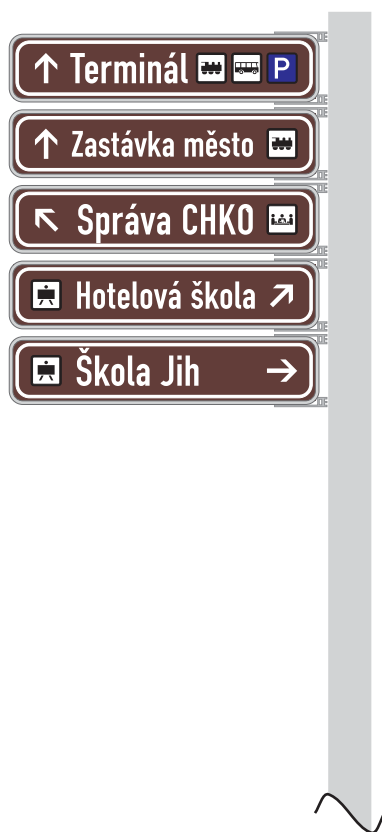 Terminál P
Zastávka město
Správa CHKO
Hotelová škola
Škola Jih